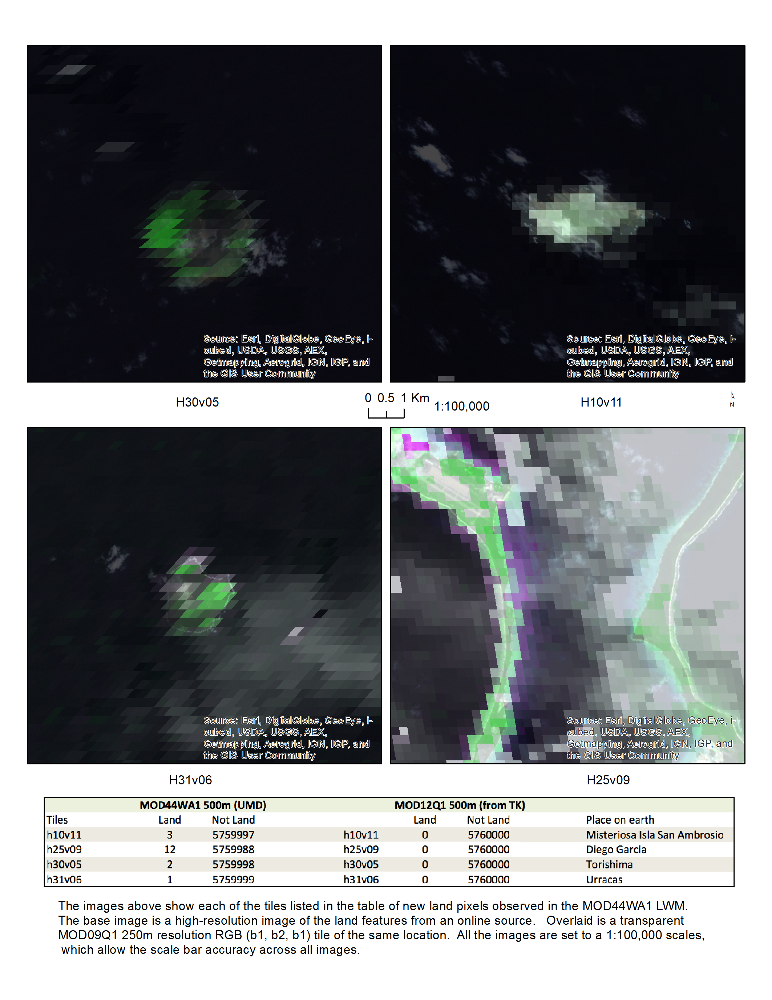 Source: Esri, DigitalGlobe, GeoEye, i-
cubed, USDA, USGS, AEX,
Getmapping, Aerogrid, IGN, IGP, and
the GIS User Community
Source: Esri, DigitalGlobe, GeoEye, i-
cubed, USDA, USGS, AEX,
Getmapping, Aerogrid, IGN, IGP, and
the GIS User Community
H30v05
0 0.5 1 Km
1:100,000
H10v11
N
Source: Esri, DigitalGlobe, GeoEye, i-
cubed, USDA, USGS, AEX,
Getmapping, Aerogrid, IGN, IGP, and
the GIS User Community
Source: Esri, DigitalGlobe, GeoEye, i-
cubed, USDA, USGS, AEX,
Getmapping, Aerogrid, IGN, IGP, and
the GIS User Community
H31v06
H25v09
MOD44WA1 500m (UMD) MOD12Q1 500m (from TK)
Tiles Land Not Land Land Not Land Place on earth
h10v11 3 5759997 h10v11 0 5760000 Misteriosa Isla San Ambrosio
h25v09 12 5759988 h25v09 0 5760000 Diego Garcia
h30v05 2 5759998 h30v05 0 5760000 Torishima
h31v06 1 5759999 h31v06 0 5760000 Urracas
The images above show each of the tiles listed in the table of new land pixels observed in the MOD44WA1 LWM.
The base image is a high-resolution image of the land features from an online source. Overlaid is a transparent
MOD09Q1 250m resolution RGB (b1, b2, b1) tile of the same location. All the images are set to a 1:100,000 scales,
which allow the scale bar accuracy across all images.